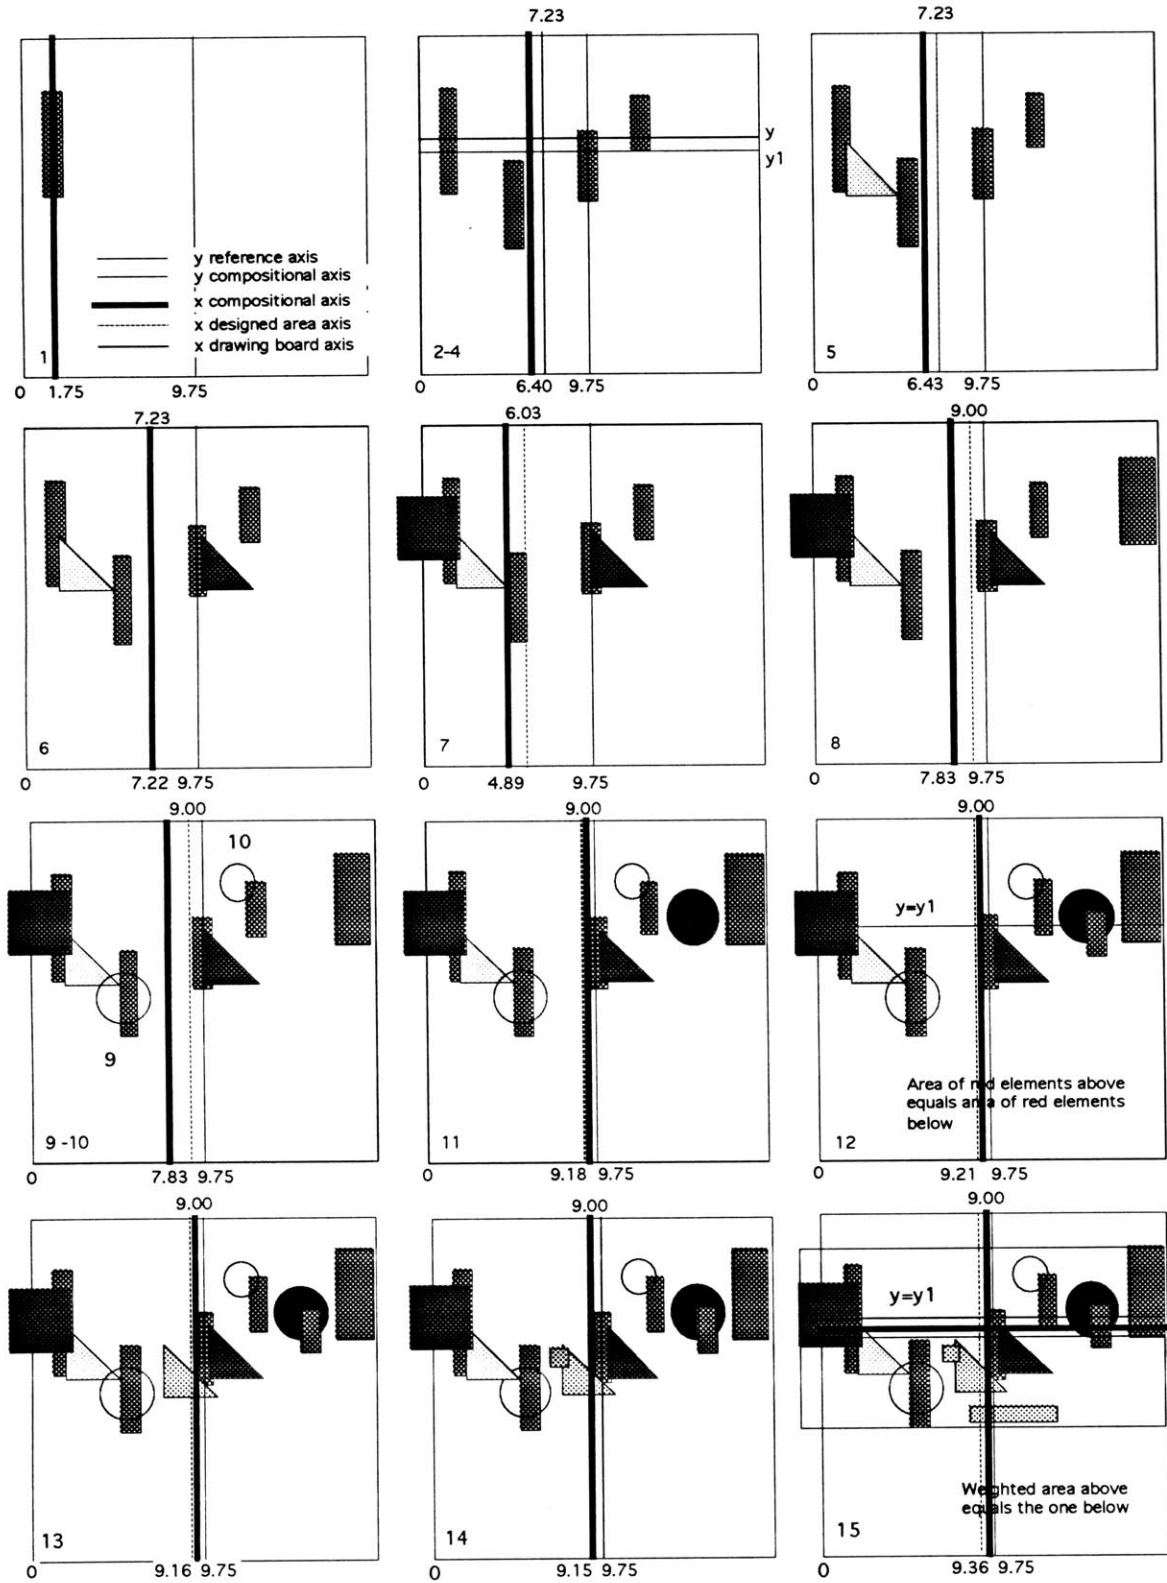 7.23
7.23
y
y1
y reference axis
y compositional axis
x compositional axis
x designed area axis
x drawing board axis
1
2-4
5
0 1.75 9.75
0 6.40 9.75
0 6.43 9.75
7.23
6.03
9.00
6
7
8
0 7.22 9.75
0 4.89 9.75
0 7.83 9.75
9.00
9.00
9.00
10
y=y1
9
Area of red elements above
equals area of red elements
below
9 -10
11
12
0 7.83 9.75
0 9.18 9.75
0 9.21 9.75
9.00
9.00
9.00
y=y1
Weighted area above
equals the one below
13
14
15
0 9.16 9.75
0 9.15 9.75
0 9.36 9.75